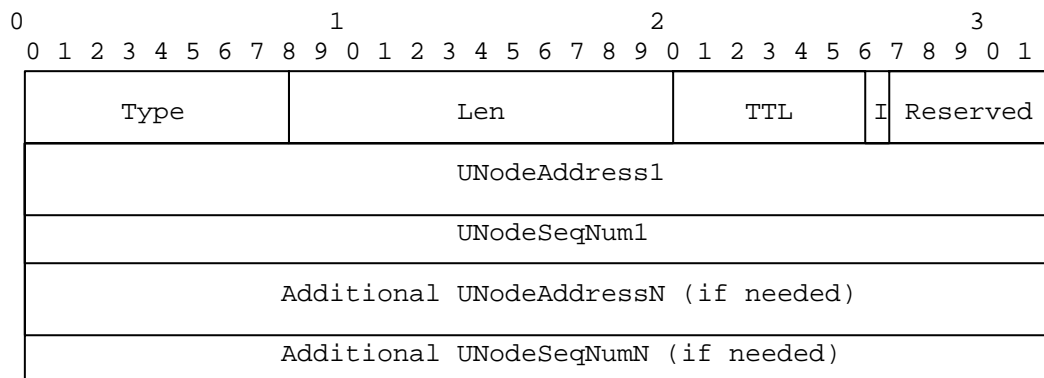 0 1 2 3
0 1 2 3 4 5 6 7 8 9 0 1 2 3 4 5 6 7 8 9 0 1 2 3 4 5 6 7 8 9 0 1
Type Len TTL I Reserved
UNodeAddress1
UNodeSeqNum1
Additional UNodeAddressN (if needed)
Additional UNodeSeqNumN (if needed)